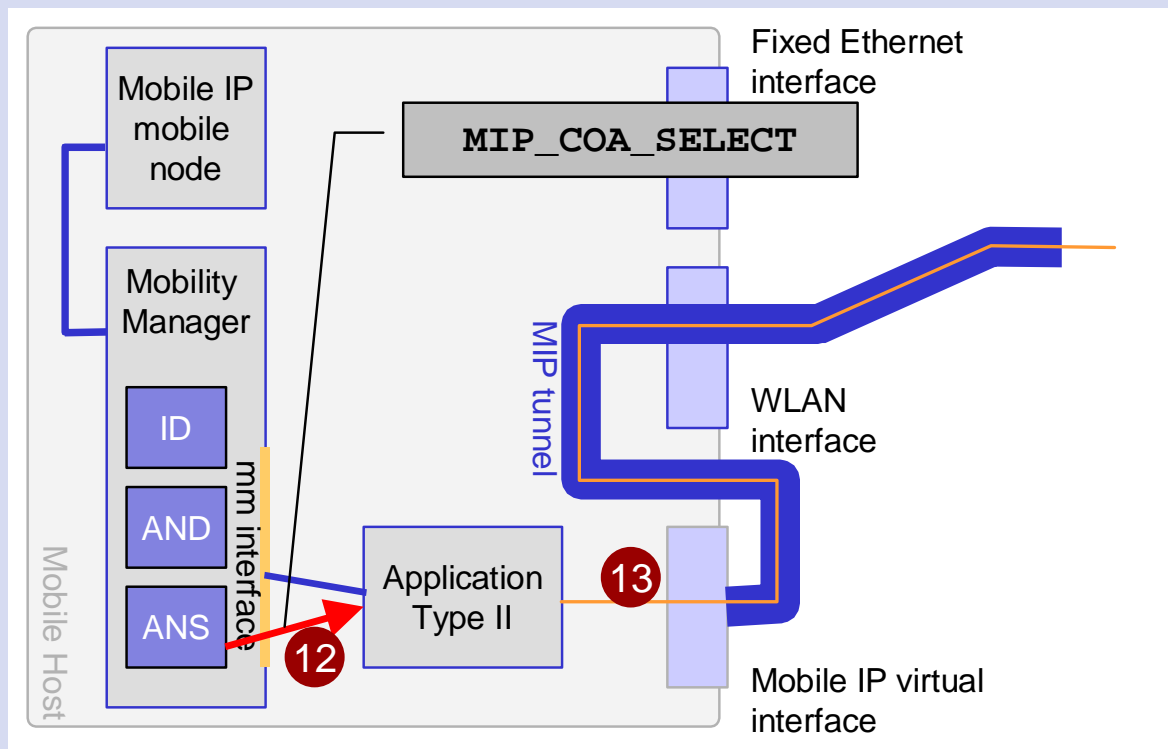 Fixed Ethernet
interface
Mobile IP
mobile
node
MIP_COA_SELECT
Mobility
Manager
ID
AND
ANS
mm interface
Mobile Host
MIP tunnel
WLAN
interface
Application
Type II
12
13
Mobile IP virtual
interface